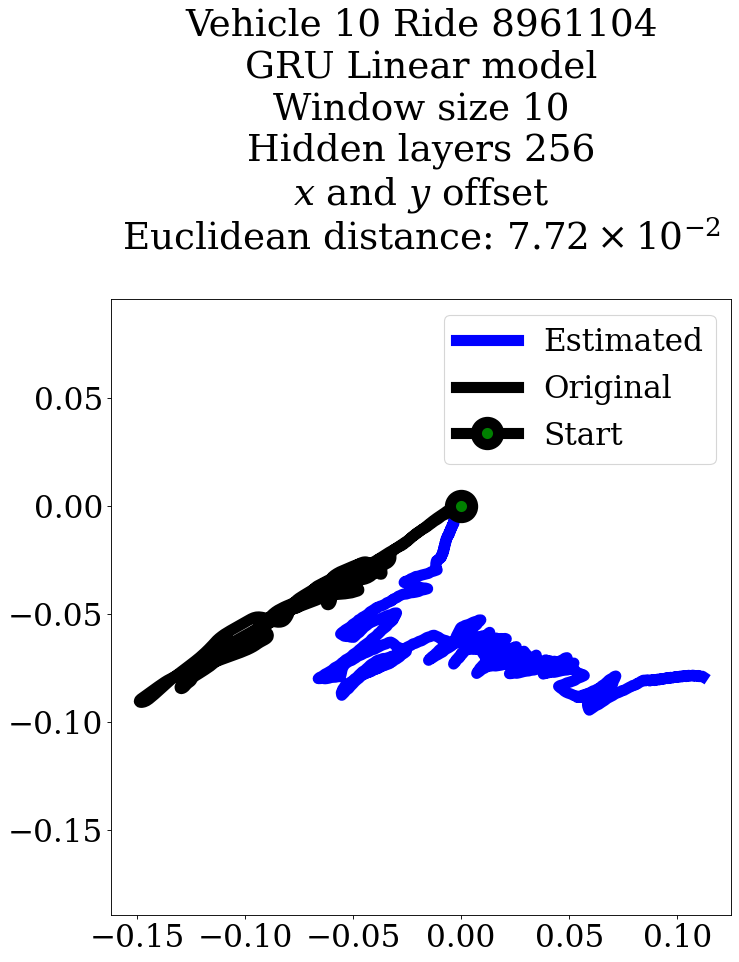 Vehicle 10 Ride 8961104
GRU Linear model
Window size 10
Hidden layers 256
x and y offset
Euclidean distance: 7.72 × 10⁻²
Estimated
Original
Start
0.05
0.00
−0.05
−0.10
−0.15
−0.15 −0.10 −0.05 0.00 0.05 0.10